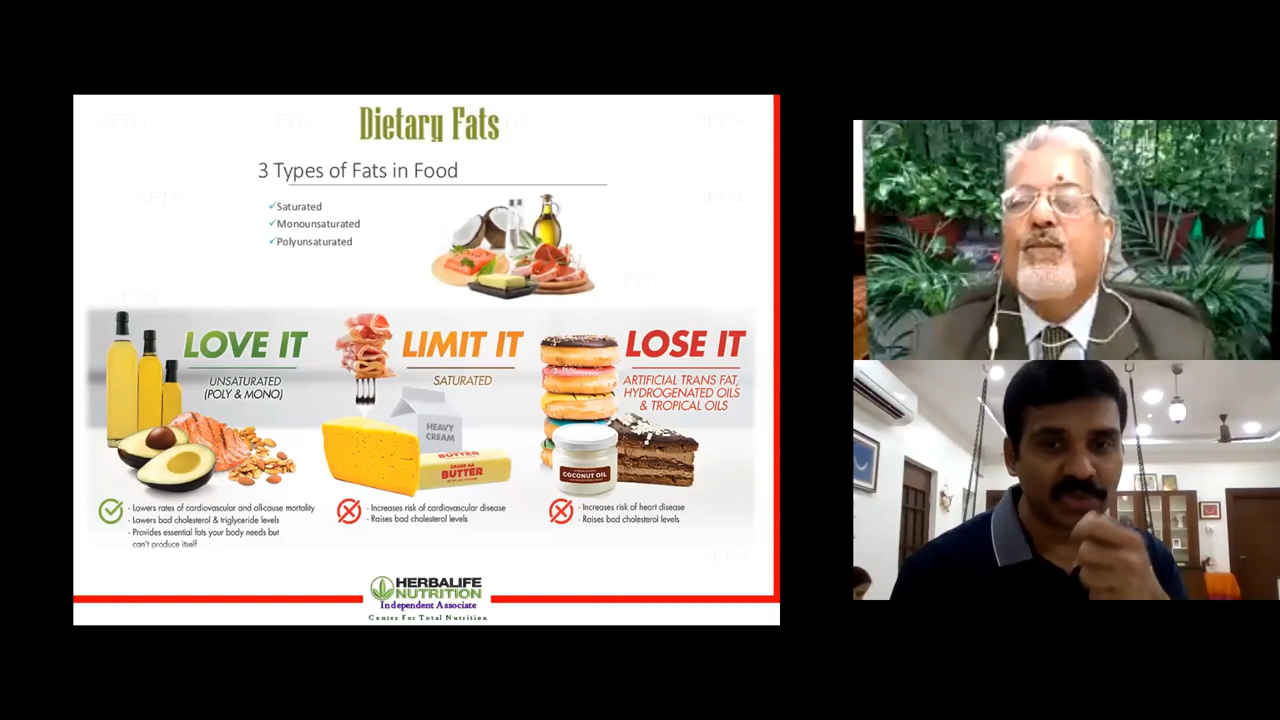 Dietary Fats
3 Types of Fats in Food
Saturated
Monounsaturated
Polyunsaturated
LOVE IT
UNSATURATED
(POLY & MONO)
LIMIT IT
SATURATED
LOSE IT
ARTIFICIAL TRANS FAT,
HYDROGENATED OILS
& TROPICAL OILS
HEAVY
CREAM
BUTTER
BUTTER
COCONUT OIL
· Lowers rates of cardiovascular and all-cause mortality
· Lowers bad cholesterol & triglyceride levels
· Provides essential fats your body needs but
can't produce itself
· Increases risk of cardiovascular disease
· Raises bad cholesterol levels
· Increases risk of heart disease
· Raises bad cholesterol levels
HERBALIFE
NUTRITION
Independent Associate
Center For Total Nutrition